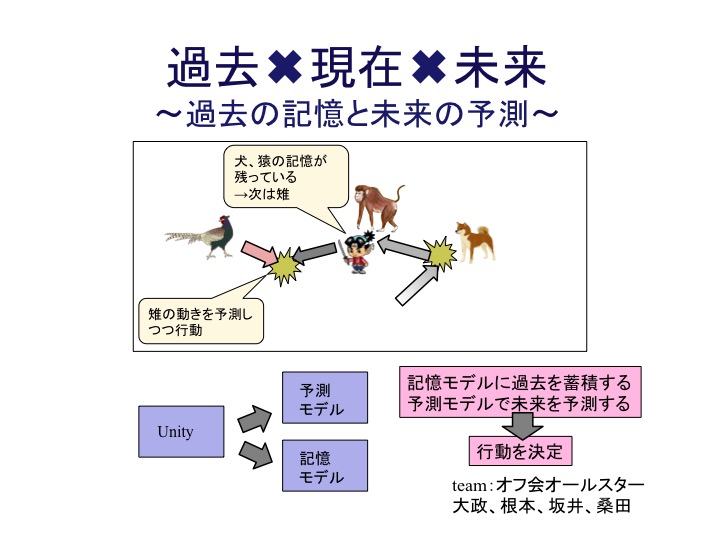 過去✖現在✖未来
～過去の記憶と未来の予測～
犬、猿の記憶が
残っている
→次は雉
雉の動きを予測し
つつ行動
Unity
予測
モデル
記憶
モデル
記憶モデルに過去を蓄積する
予測モデルで未来を予測する
行動を決定
team：オフ会オールスター
大政、根本、坂井、桑田